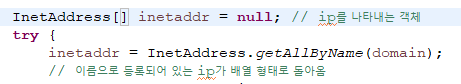 InetAddress[] inetaddr = null; // ip를 나타내는 객체
try {
inetaddr = InetAddress.getAllByName(domain);
// 이름으로 등록되어 있는 ip가 배열 형태로 돌아옴